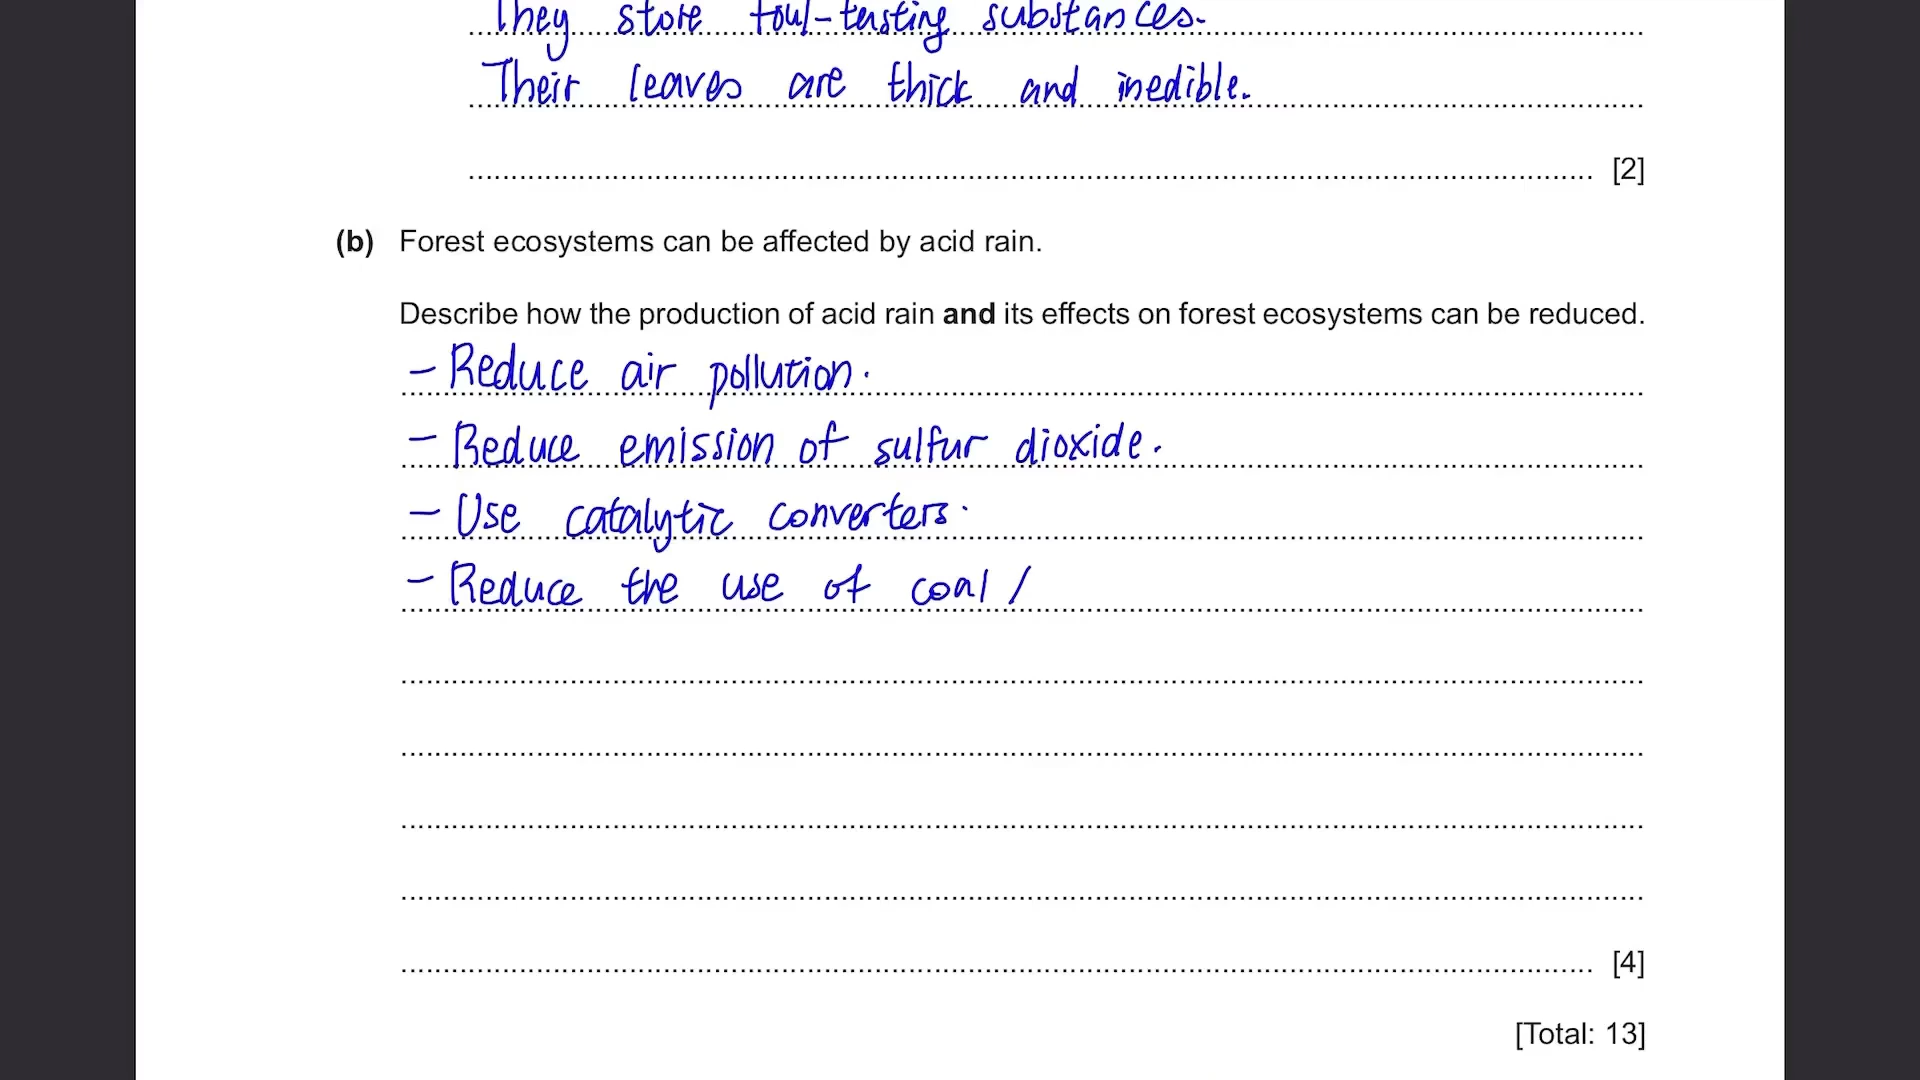 They store foul-tasting substances.
Their leaves are thick and inedible.
[2]
(b) Forest ecosystems can be affected by acid rain.
Describe how the production of acid rain and its effects on forest ecosystems can be reduced.
- Reduce air pollution.
- Reduce emission of sulfur dioxide.
- Use catalytic converters.
- Reduce the use of coal /
[4]
[Total: 13]